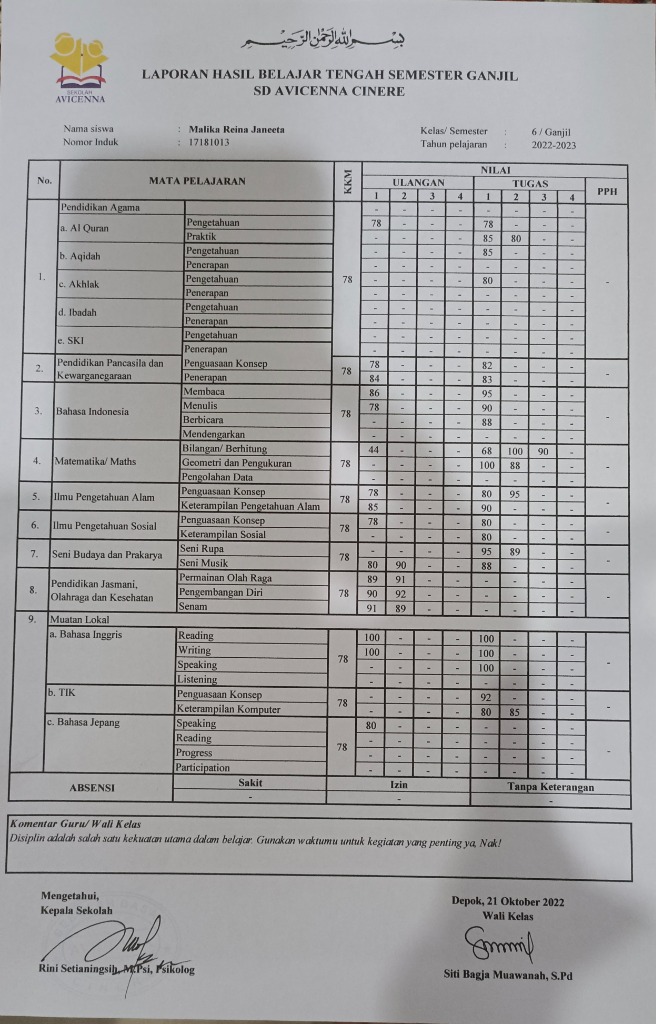 بسم الله الرحمن الرحيم
SEKOLAH
AVICENNA
LAPORAN HASIL BELAJAR TENGAH SEMESTER GANJIL
SD AVICENNA CINERE
Nama siswa : Malika Reina Janeeta Kelas/ Semester : 6 / Ganjil
Nomor Induk : 17181013 Tahun pelajaran : 2022-2023
No. MATA PELAJARAN KKM NILAI
ULANGAN TUGAS PPH
1 2 3 4 1 2 3 4
1. Pendidikan Agama 78 - - - - - - - - -
a. Al Quran Pengetahuan 78 - - - 78 - - -
Praktik - - - - 85 80 - -
b. Aqidah Pengetahuan - - - - 85 - - -
Penerapan - - - - - - - -
c. Akhlak Pengetahuan - - - - 80 - - -
Penerapan - - - - - - - -
d. Ibadah Pengetahuan - - - - - - - -
Penerapan - - - - - - - -
e. SKI Pengetahuan - - - - - - - -
Penerapan - - - - - - - -
2. Pendidikan Pancasila dan Kewarganegaraan 78 Penguasaan Konsep 78 - - - 82 - - - -
Penerapan 84 - - - 83 - - -
3. Bahasa Indonesia 78 Membaca 86 - - - 95 - - - -
Menulis 78 - - - 90 - - -
Berbicara - - - - 88 - - -
Mendengarkan - - - - - - - -
4. Matematika/ Maths 78 Bilangan/ Berhitung 44 - - - 68 100 90 - -
Geometri dan Pengukuran - - - - 100 88 - -
Pengolahan Data - - - - - - - -
5. Ilmu Pengetahuan Alam 78 Penguasaan Konsep 78 - - - 80 95 - - -
Keterampilan Pengetahuan Alam 85 - - - 90 - - -
6. Ilmu Pengetahuan Sosial 78 Penguasaan Konsep 78 - - - 80 - - - -
Keterampilan Sosial - - - - 80 - - -
7. Seni Budaya dan Prakarya 78 Seni Rupa - - - - 95 89 - - -
Seni Musik 80 90 - - 88 - - -
8. Pendidikan Jasmani, Olahraga dan Kesehatan 78 Permainan Olah Raga 89 91 - - - - - - -
Pengembangan Diri 90 92 - - - - - -
Senam 91 89 - - - - - -
9. Muatan Lokal
a. Bahasa Inggris 78 Reading 100 - - - 100 - - - -
Writing 100 - - - 100 - - -
Speaking - - - - 100 - - -
Listening - - - - - - - -
b. TIK 78 Penguasaan Konsep - - - - 92 - - - -
Keterampilan Komputer - - - - 80 85 - -
c. Bahasa Jepang 78 Speaking 80 - - - - - - - -
Reading - - - - - - - -
Progress - - - - - - - -
Participation - - - - - - - -
ABSENSI Sakit Izin Tanpa Keterangan
- - -
Komentar Guru/ Wali Kelas
Disiplin adalah salah satu kekuatan utama dalam belajar. Gunakan waktumu untuk kegiatan yang penting ya, Nak!
Mengetahui,
Kepala Sekolah
Rini Setianingsih, M.Psi, Psikolog
Depok, 21 Oktober 2022
Wali Kelas
Siti Bagja Muawanah, S.Pd